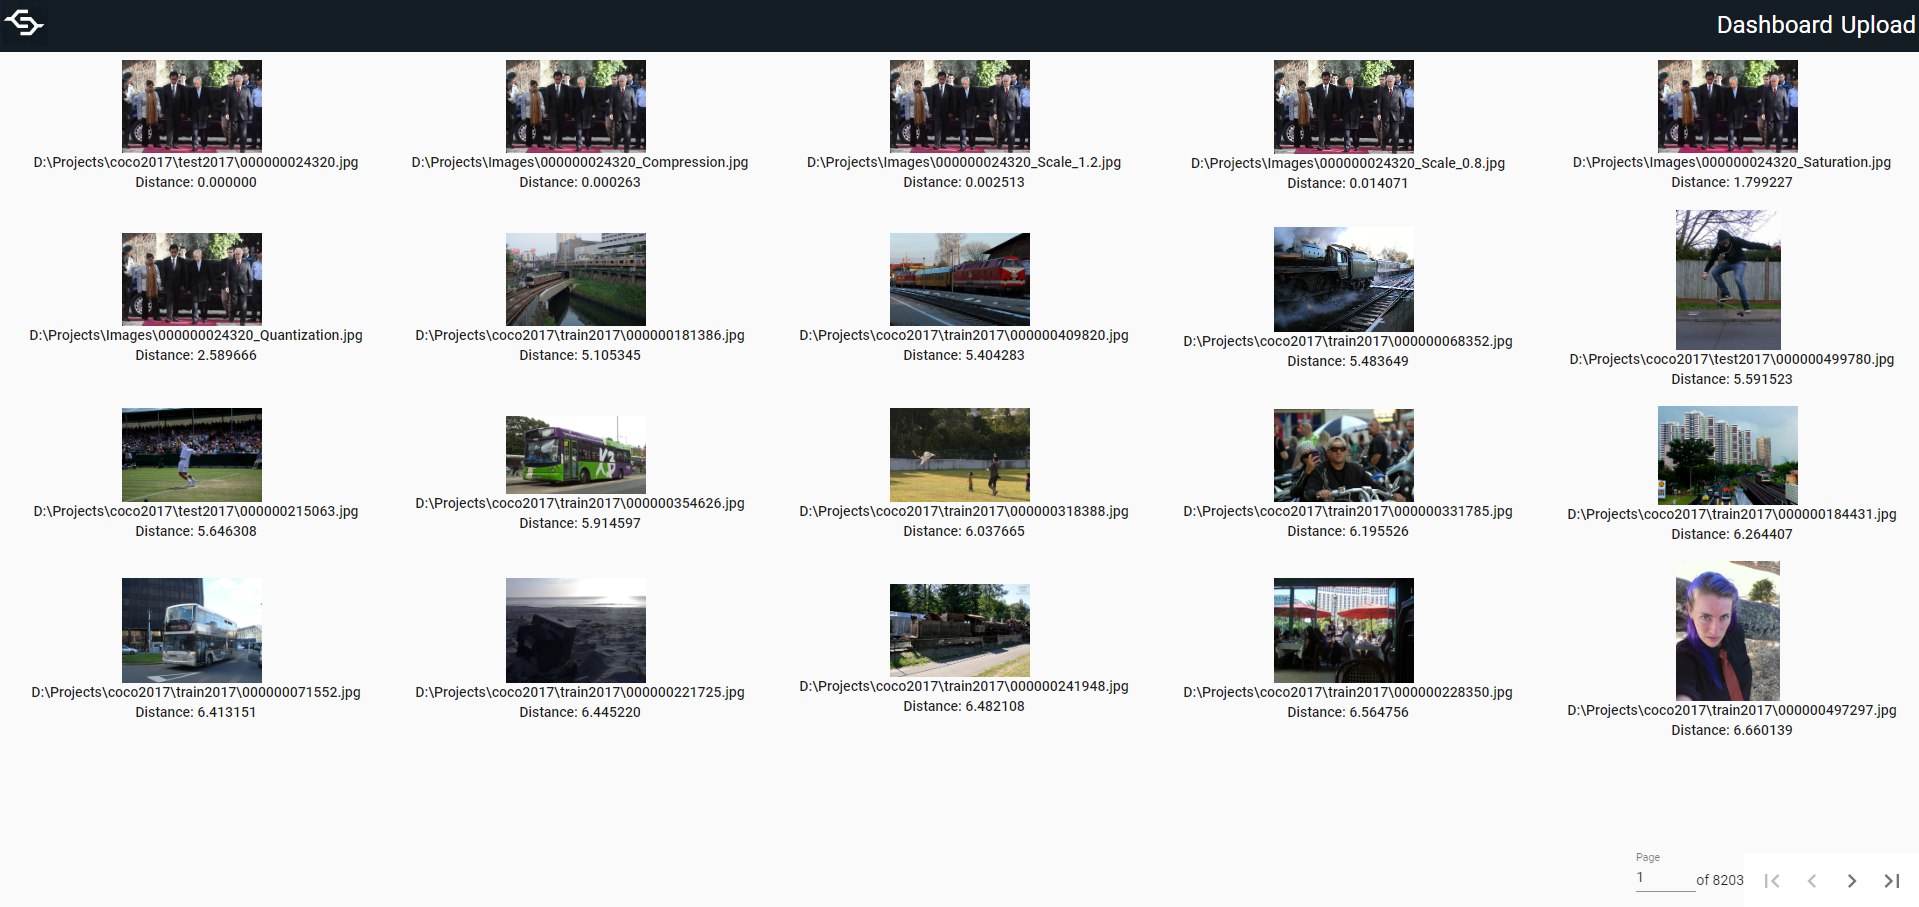 Dashboard Upload
D:\Projects\coco2017\test2017\000000024320.jpg
Distance: 0.000000
D:\Projects\Images\000000024320_Compression.jpg
Distance: 0.000263
D:\Projects\Images\000000024320_Scale_1.2.jpg
Distance: 0.002513
D:\Projects\Images\000000024320_Scale_0.8.jpg
Distance: 0.014071
D:\Projects\Images\000000024320_Saturation.jpg
Distance: 1.799227
D:\Projects\Images\000000024320_Quantization.jpg
Distance: 2.589666
D:\Projects\coco2017\train2017\000000181386.jpg
Distance: 5.105345
D:\Projects\coco2017\train2017\000000409820.jpg
Distance: 5.404283
D:\Projects\coco2017\train2017\000000068352.jpg
Distance: 5.483649
D:\Projects\coco2017\test2017\000000499780.jpg
Distance: 5.591523
D:\Projects\coco2017\test2017\000000215063.jpg
Distance: 5.646308
D:\Projects\coco2017\train2017\000000354626.jpg
Distance: 5.914597
D:\Projects\coco2017\train2017\000000318388.jpg
Distance: 6.037665
D:\Projects\coco2017\train2017\000000331785.jpg
Distance: 6.195526
D:\Projects\coco2017\train2017\000000184431.jpg
Distance: 6.264407
D:\Projects\coco2017\train2017\000000071552.jpg
Distance: 6.413151
D:\Projects\coco2017\train2017\000000221725.jpg
Distance: 6.445220
D:\Projects\coco2017\train2017\000000241948.jpg
Distance: 6.482108
D:\Projects\coco2017\train2017\000000228350.jpg
Distance: 6.564756
D:\Projects\coco2017\train2017\000000497297.jpg
Distance: 6.660139
Page
1 of 8203